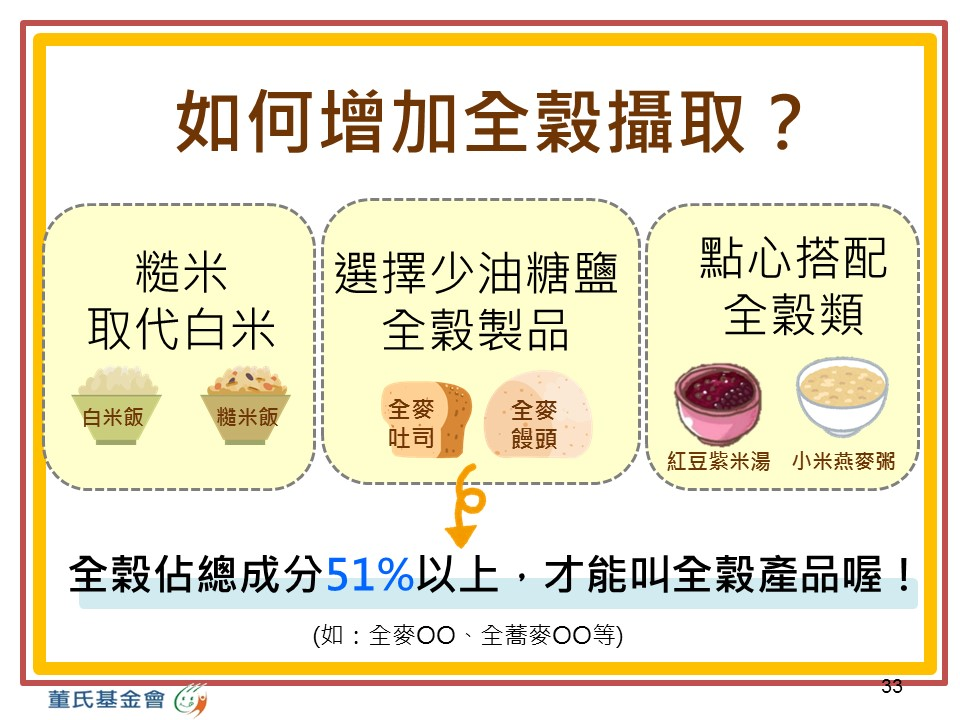 如何增加全穀攝取？
糙米
取代白米
白米飯
糙米飯
選擇少油糖鹽
全穀製品
全麥
吐司
全麥
饅頭
點心搭配
全穀類
紅豆紫米湯
小米燕麥粥
全穀佔總成分51%以上，才能叫全穀產品喔！
(如：全麥OO、全蕎麥OO等)
董氏基金會
33